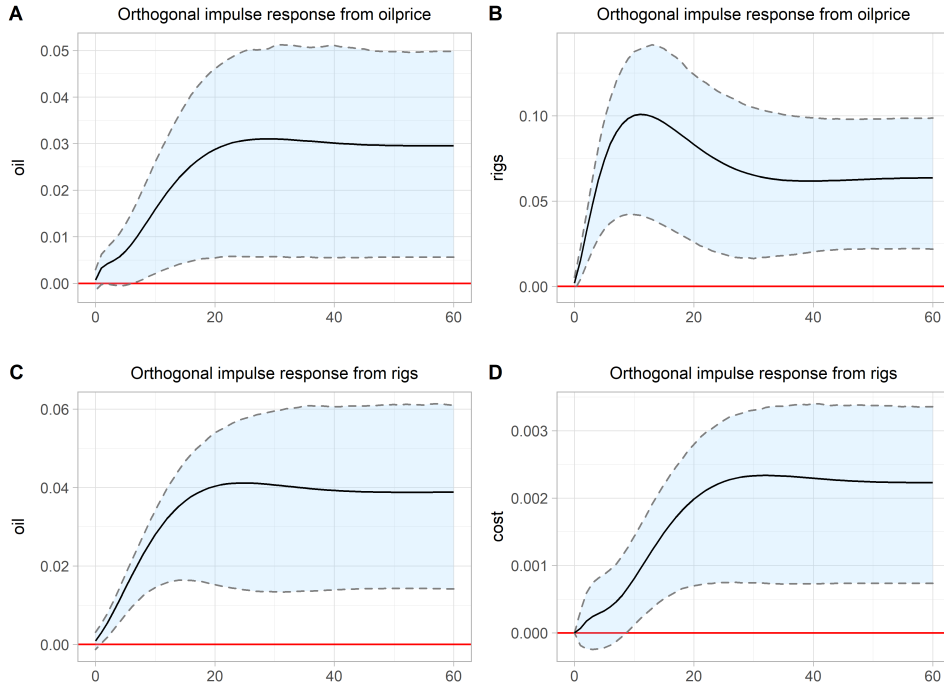 A Orthogonal impulse response from oilprice
oil
0.05
0.04
0.03
0.02
0.01
0.00
0 20 40 60
B Orthogonal impulse response from oilprice
rigs
0.10
0.05
0.00
0 20 40 60
C Orthogonal impulse response from rigs
oil
0.06
0.04
0.02
0.00
0 20 40 60
D Orthogonal impulse response from rigs
cost
0.003
0.002
0.001
0.000
0 20 40 60